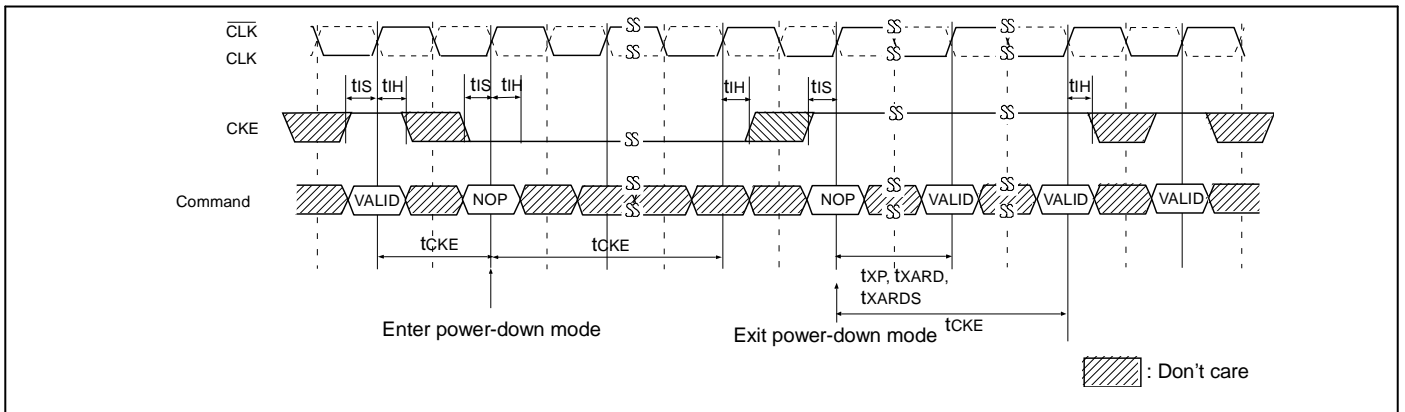 CLK
CLK
tIS tIH tIS tIH tIH tIS tIH
CKE
Command VALID NOP NOP VALID VALID VALID
tCKE tCKE
tXP, tXARD,
tXARDS
Enter power-down mode Exit power-down mode tCKE
: Don't care